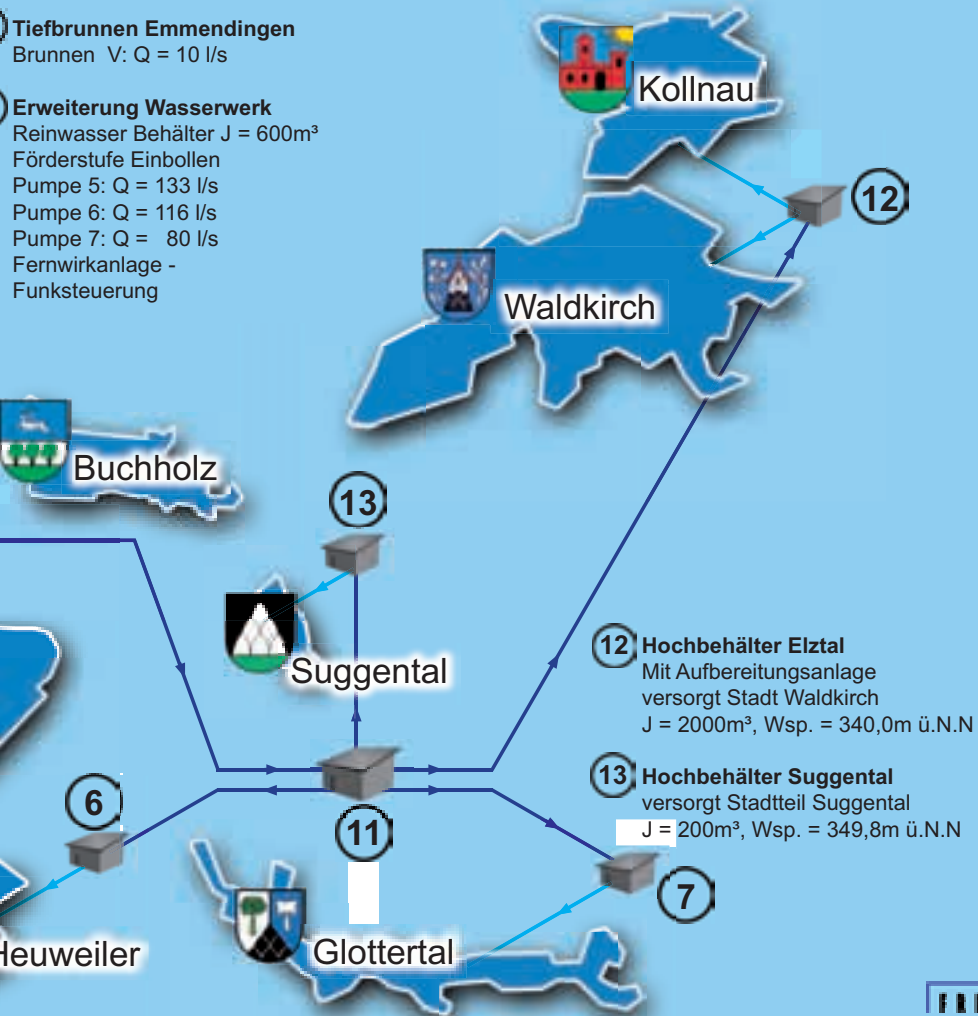 Tiefbrunnen Emmendingen
Brunnen V: Q = 10 l/s
Erweiterung Wasserwerk
Reinwasser Behälter J = 600m³
Förderstufe Einbollen
Pumpe 5: Q = 133 l/s
Pumpe 6: Q = 116 l/s
Pumpe 7: Q = 80 l/s
Fernwirkanlage -
Funksteuerung
Kollnau
12
Waldkirch
Buchholz
13
Suggental
12 Hochbehälter Elztal
Mit Aufbereitungsanlage
versorgt Stadt Waldkirch
J = 2000m³, Wsp. = 340,0m ü.N.N
13 Hochbehälter Suggental
versorgt Stadtteil Suggental
J = 200m³, Wsp. = 349,8m ü.N.N
6
11
7
Heuweiler
Glottertal